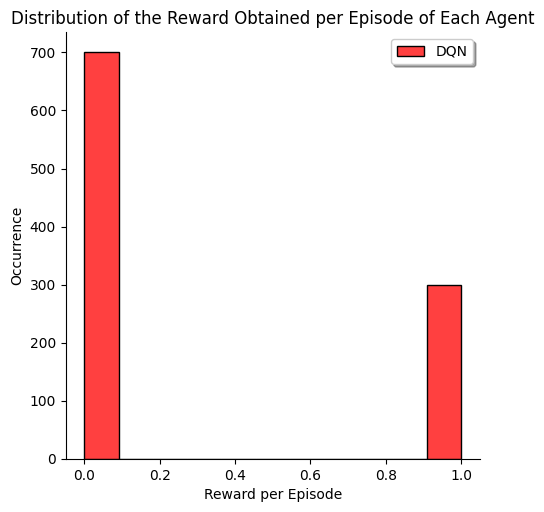 Distribution of the Reward Obtained per Episode of Each Agent
DQN
700
600
500
400
300
200
100
0
Occurrence
0.0 0.2 0.4 0.6 0.8 1.0
Reward per Episode